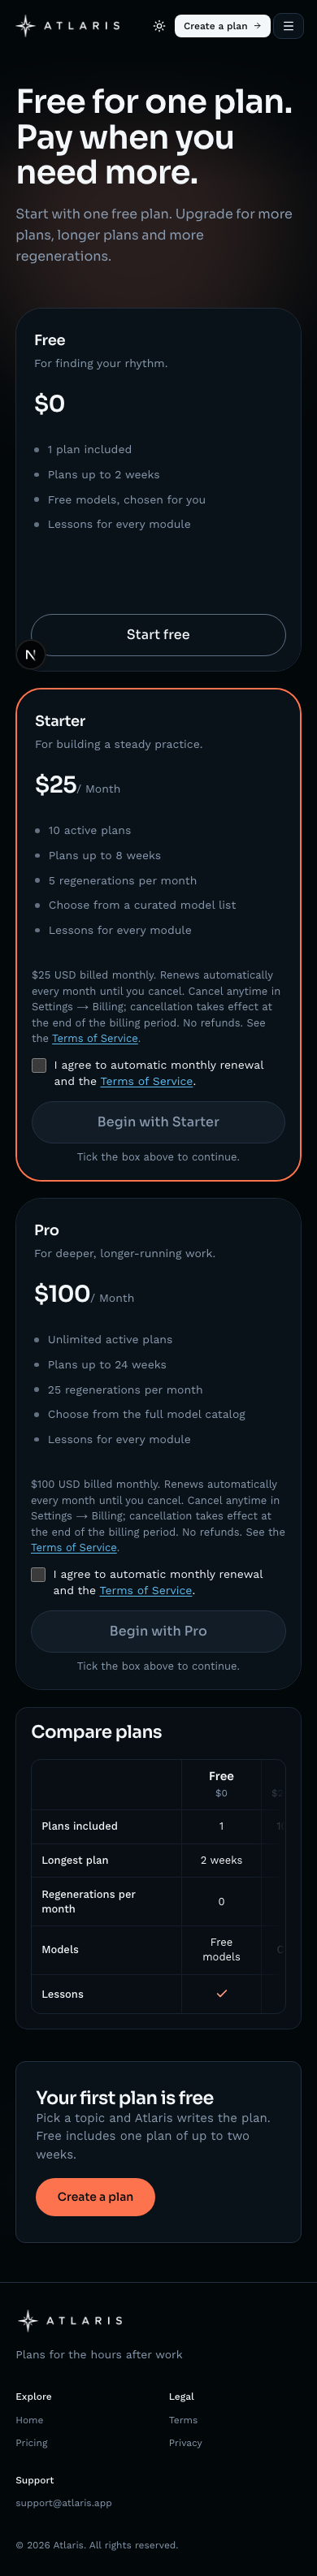 ATLARIS
Create a plan →
Free for one plan.
Pay when you
need more.
Start with one free plan. Upgrade for more
plans, longer plans and more
regenerations.
Free
For finding your rhythm.
$0
1 plan included
Plans up to 2 weeks
Free models, chosen for you
Lessons for every module
Start free
N
Starter
For building a steady practice.
$25/ Month
10 active plans
Plans up to 8 weeks
5 regenerations per month
Choose from a curated model list
Lessons for every module
$25 USD billed monthly. Renews automatically
every month until you cancel. Cancel anytime in
Settings → Billing; cancellation takes effect at
the end of the billing period. No refunds. See
the Terms of Service.
I agree to automatic monthly renewal
and the Terms of Service.
Begin with Starter
Tick the box above to continue.
Pro
For deeper, longer-running work.
$100/ Month
Unlimited active plans
Plans up to 24 weeks
25 regenerations per month
Choose from the full model catalog
Lessons for every module
$100 USD billed monthly. Renews automatically
every month until you cancel. Cancel anytime in
Settings → Billing; cancellation takes effect at
the end of the billing period. No refunds. See the
Terms of Service.
I agree to automatic monthly renewal
and the Terms of Service.
Begin with Pro
Tick the box above to continue.
Compare plans
Free
$0
Plans included 1
Longest plan 2 weeks
Regenerations per
month 0
Models Free
models
Lessons ✓
Your first plan is free
Pick a topic and Atlaris writes the plan.
Free includes one plan of up to two
weeks.
Create a plan
ATLARIS
Plans for the hours after work
Explore Legal
Home Terms
Pricing Privacy
Support
support@atlaris.app
© 2026 Atlaris. All rights reserved.